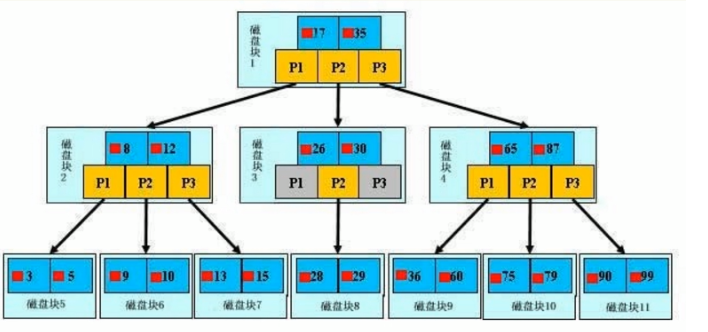 磁盘块1
17 35
P1 P2 P3
磁盘块2
8 12
P1 P2 P3
磁盘块3
26 30
P1 P2 P3
磁盘块4
65 87
P1 P2 P3
3 5
磁盘块5
9 10
磁盘块6
13 15
磁盘块7
28 29
磁盘块8
36 60
磁盘块9
75 79
磁盘块10
90 99
磁盘块11